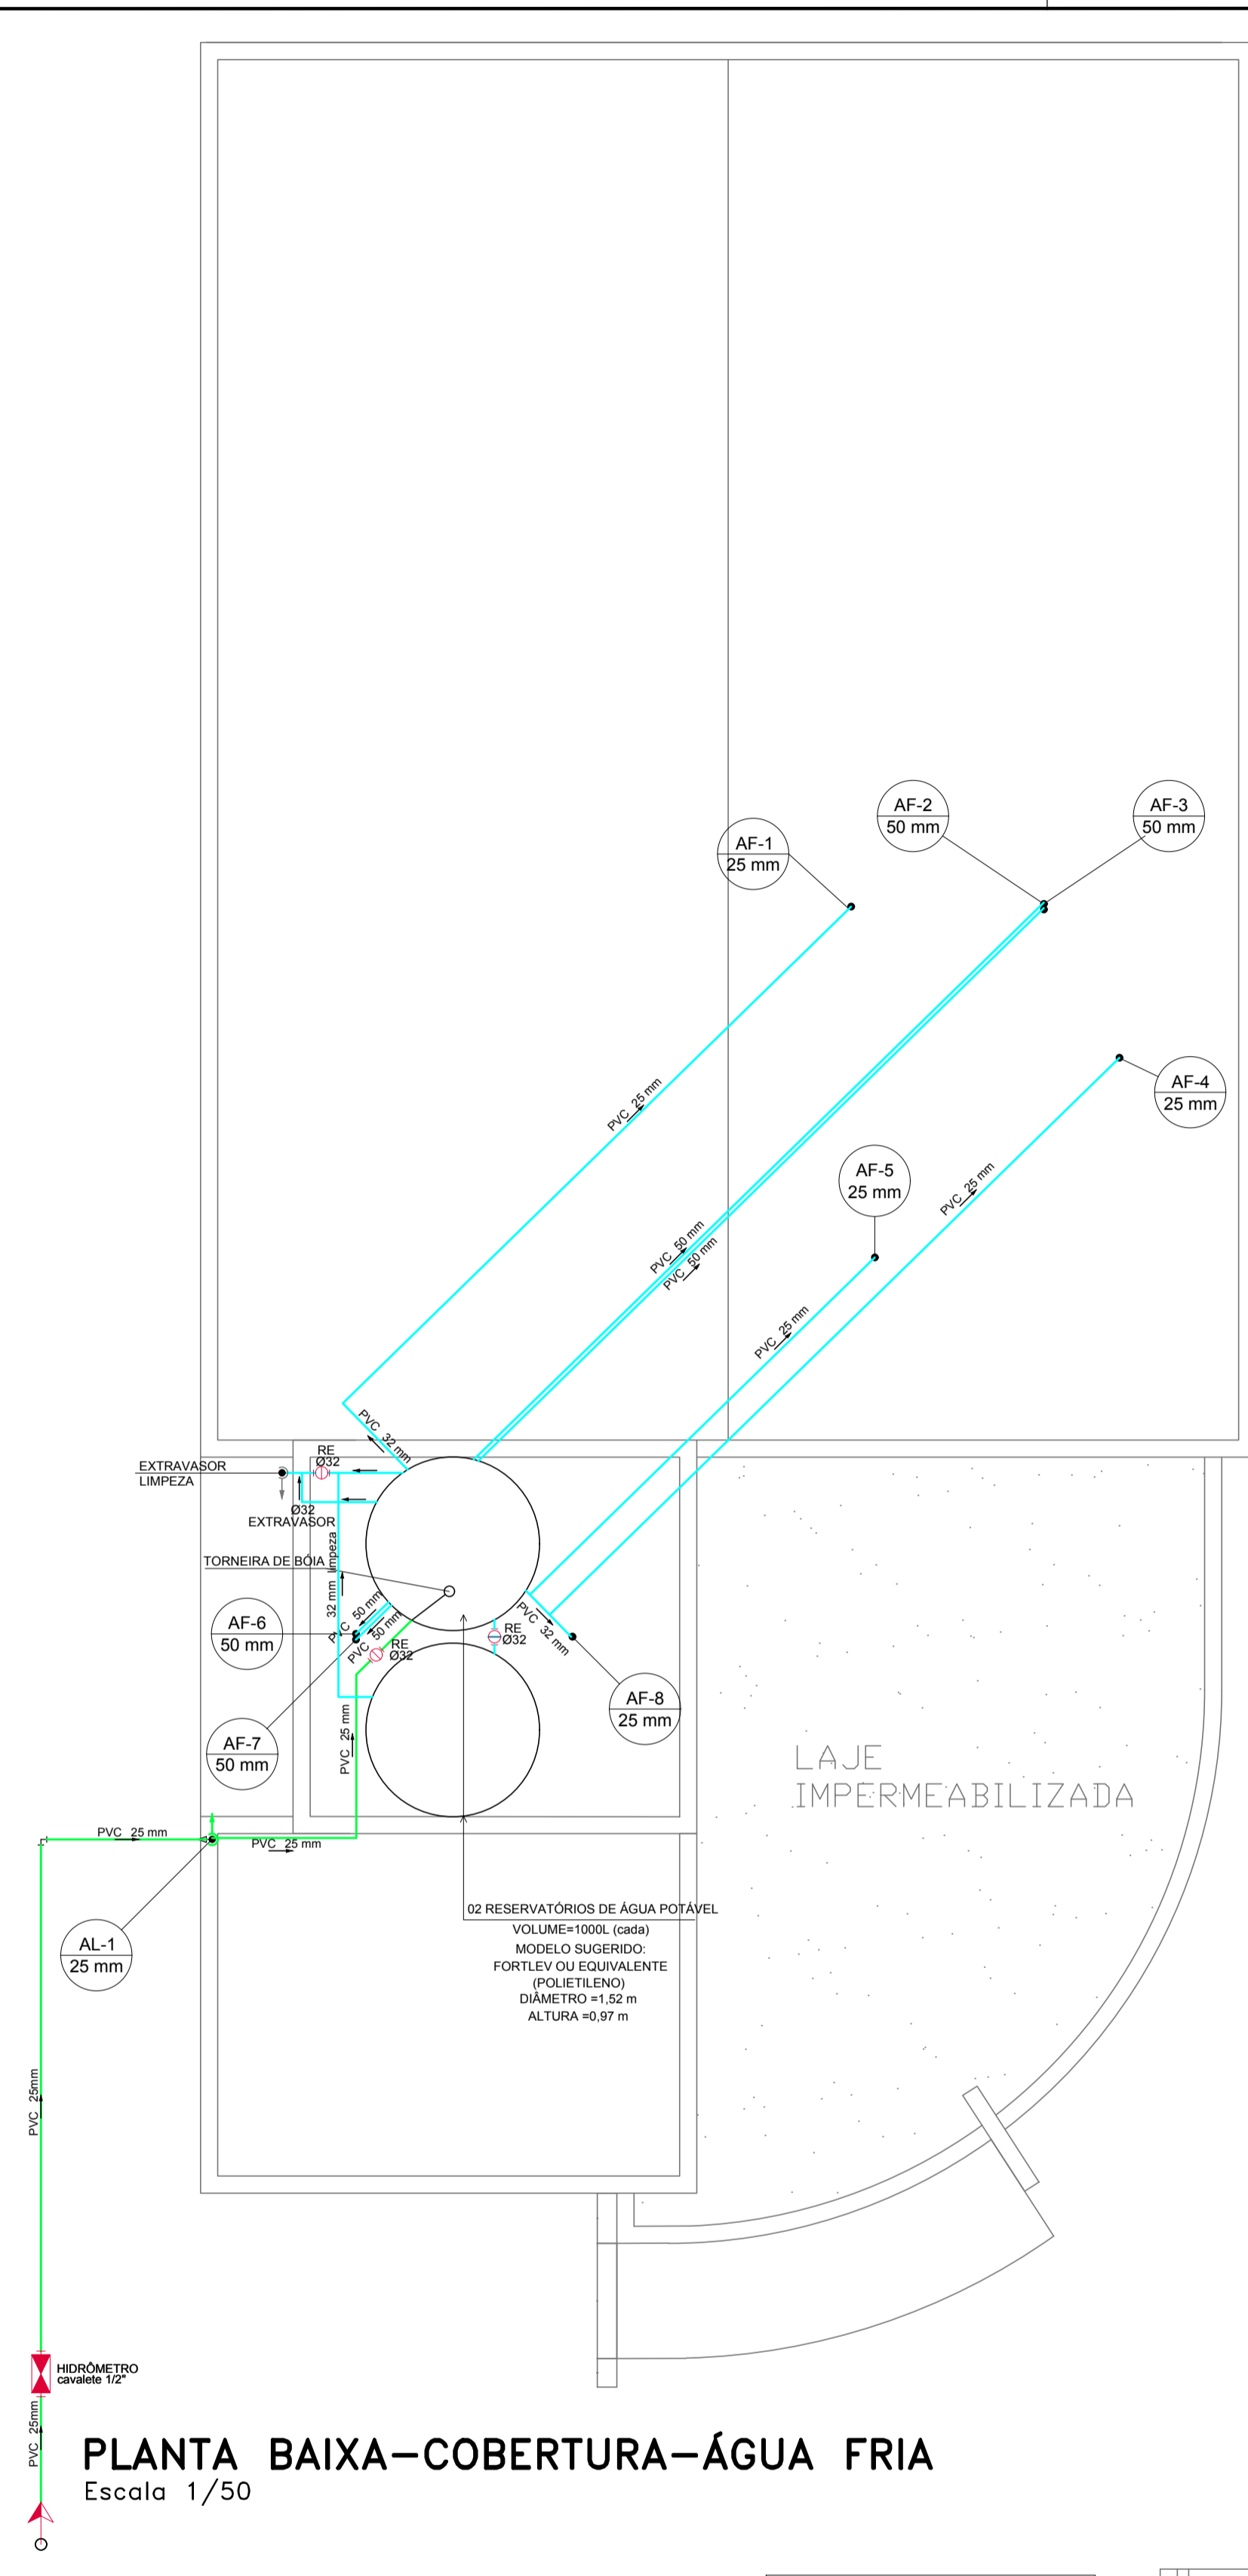 AF-2
50 mm
AF-3
50 mm
AF-1
25 mm
AF-4
25 mm
PVC 25 mm
AF-5
25 mm
PVC 25 mm
PVC 50 mm
PVC 50 mm
PVC 25 mm
PVC 32 mm
RE
Ø32
EXTRAVASOR
LIMPEZA
Ø32
EXTRAVASOR
32 mm limpeza
TORNEIRA DE BÓIA
PVC 50 mm
PVC 50 mm
AF-6
50 mm
RE
Ø32
RE
Ø32
PVC 32 mm
AF-8
25 mm
AF-7
50 mm
PVC 25 mm
LAJE
IMPERMEABILIZADA
PVC 25 mm
PVC 25 mm
02 RESERVATÓRIOS DE ÁGUA POTÁVEL
VOLUME=1000L (cada)
MODELO SUGERIDO:
FORTLEV OU EQUIVALENTE
(POLIETILENO)
DIÂMETRO =1,52 m
ALTURA =0,97 m
AL-1
25 mm
PVC 25mm
HIDRÔMETRO
cavalete 1/2"
PVC 25mm
PLANTA BAIXA-COBERTURA-ÁGUA FRIA
Escala 1/50